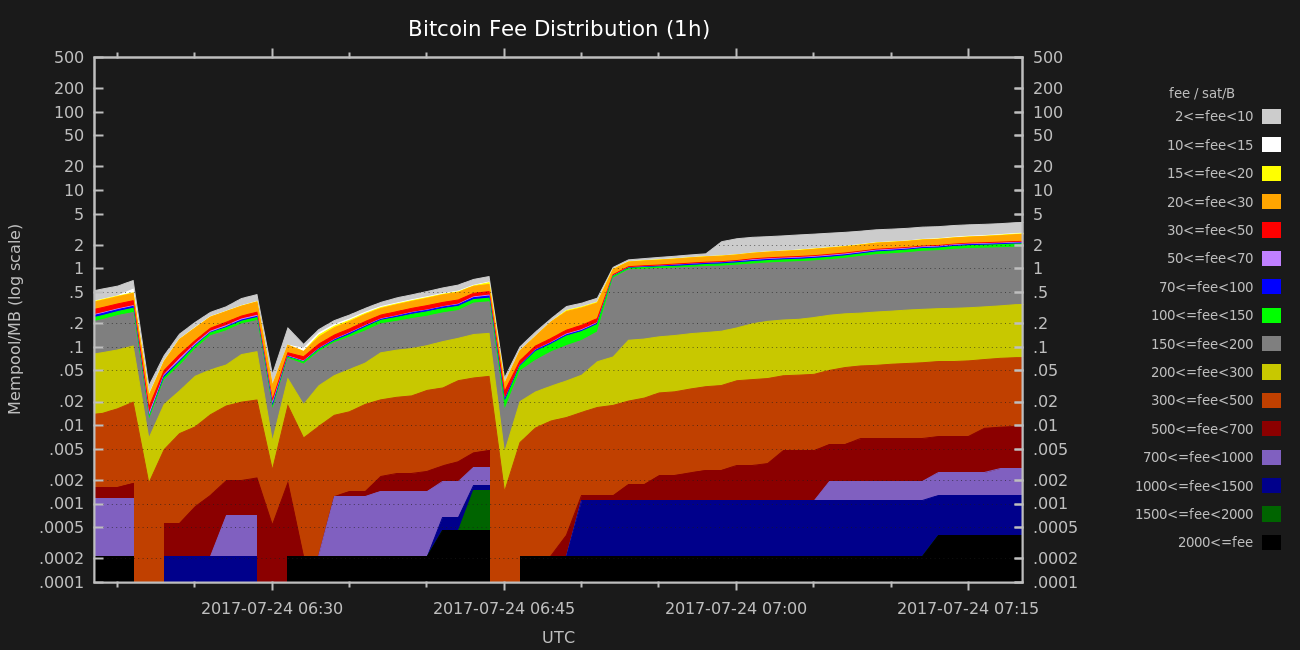 Bitcoin Fee Distribution (1h)
500 500
200 200
100 100
50 50
20 20
10 10
5 5
2 2
1 1
.5 .5
.2 .2
.1 .1
.05 .05
.02 .02
.01 .01
.005 .005
.002 .002
.001 .001
.0005 .0005
.0002 .0002
.0001 .0001
Mempool/MB (log scale)
2017-07-24 06:30 2017-07-24 06:45 2017-07-24 07:00 2017-07-24 07:15
UTC
fee / sat/B
2<=fee<10
10<=fee<15
15<=fee<20
20<=fee<30
30<=fee<50
50<=fee<70
70<=fee<100
100<=fee<150
150<=fee<200
200<=fee<300
300<=fee<500
500<=fee<700
700<=fee<1000
1000<=fee<1500
1500<=fee<2000
2000<=fee